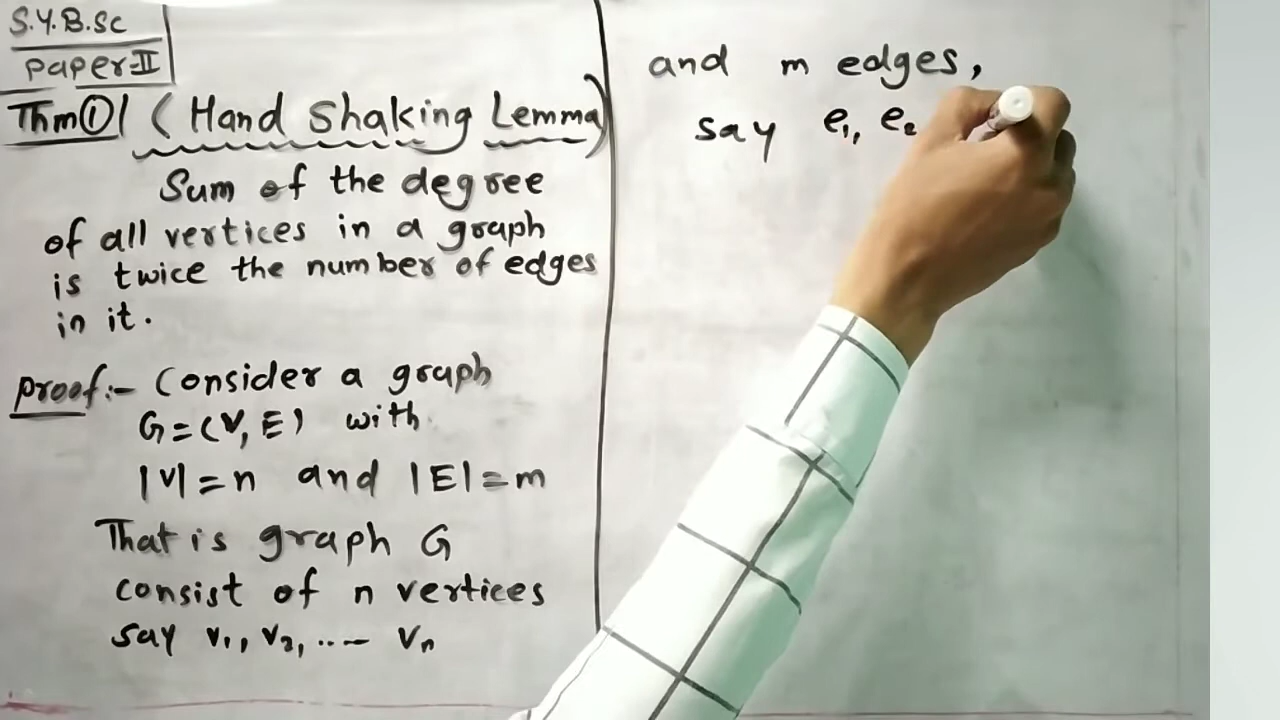 S.Y.B.Sc
Paper-II
Thm ① (Hand Shaking Lemma)
Sum of the degree
of all vertices in a graph
is twice the number of edges
in it.
proof:- Consider a graph
G=(V,E) with
|V|=n and |E|=m
That is graph G
consist of n vertices
say v₁, v₂, .... vₙ
and m edges,
say e₁, e₂